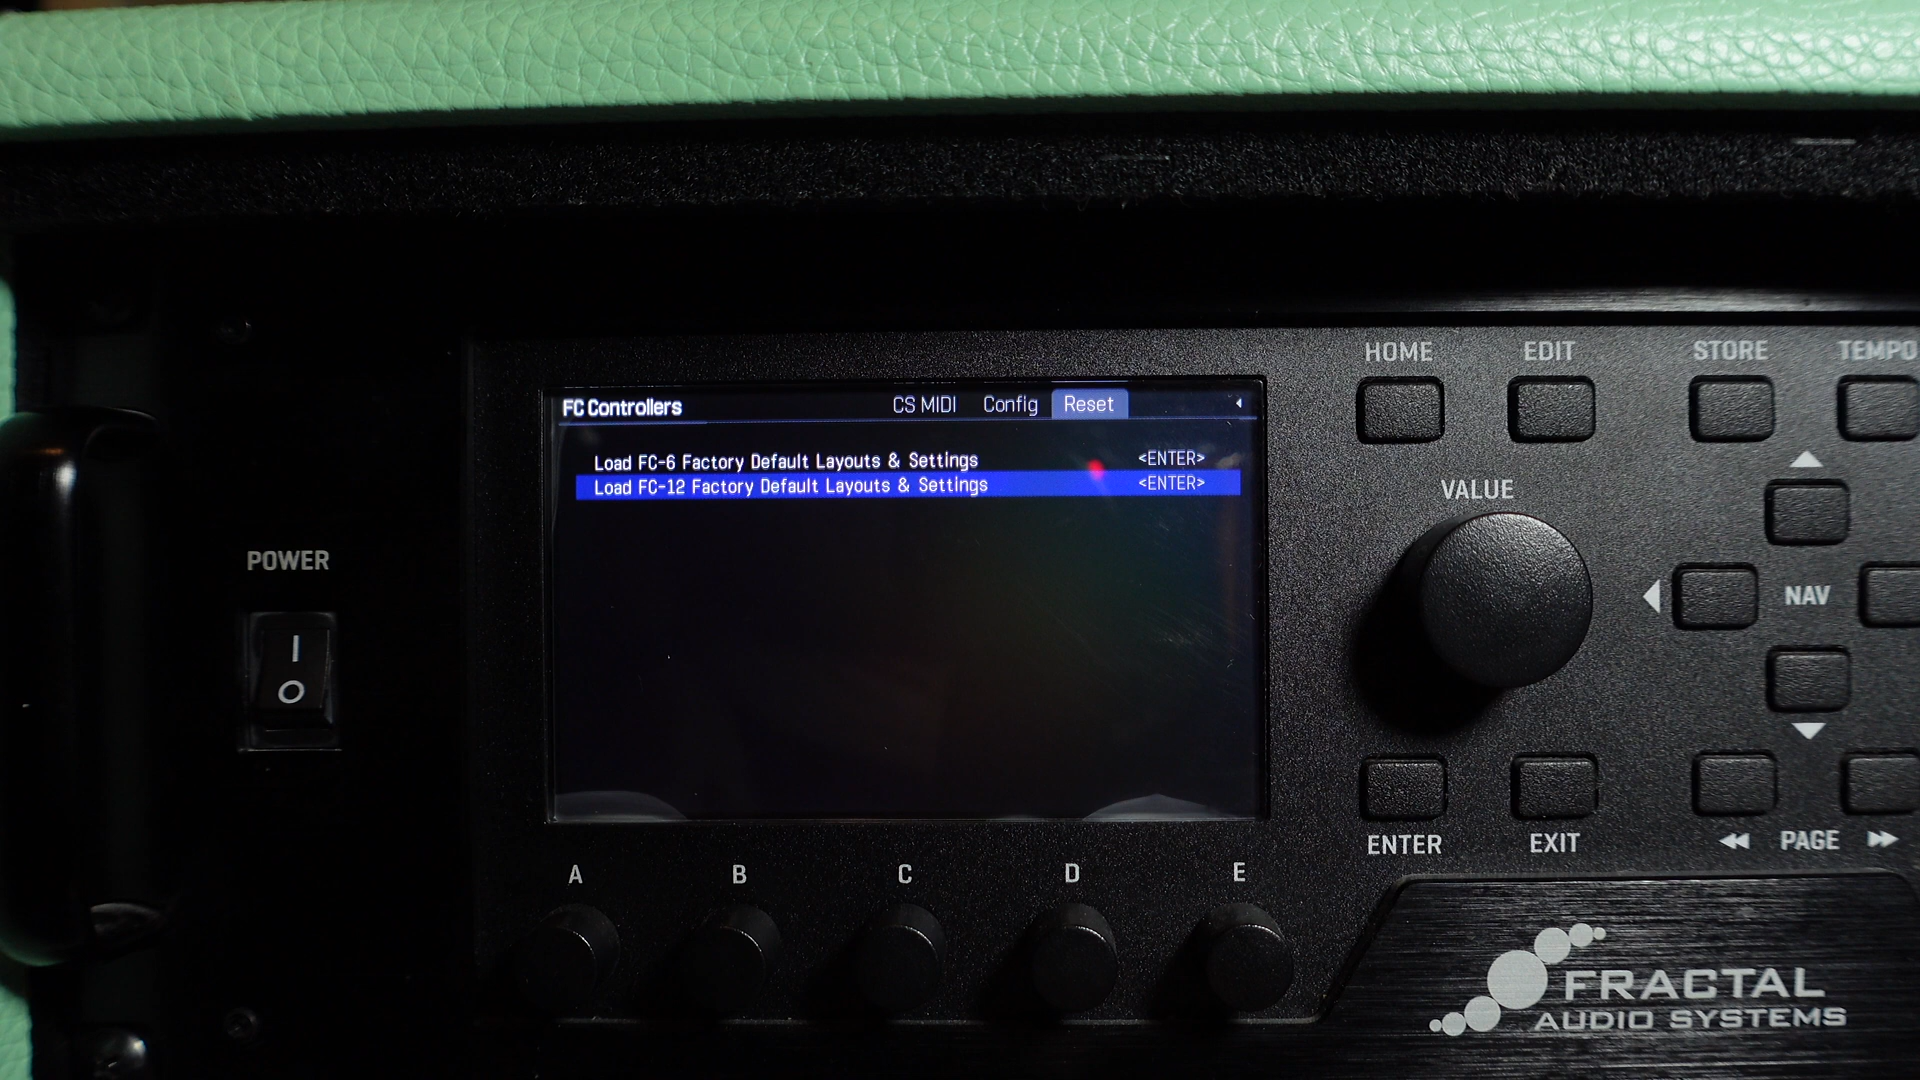 HOME EDIT STORE TEMPO
FC Controllers CS MIDI Config Reset
Load FC-6 Factory Default Layouts & Settings <ENTER>
Load FC-12 Factory Default Layouts & Settings <ENTER>
VALUE
POWER
I
O
NAV
ENTER EXIT PAGE
A B C D E
FRACTAL
AUDIO SYSTEMS